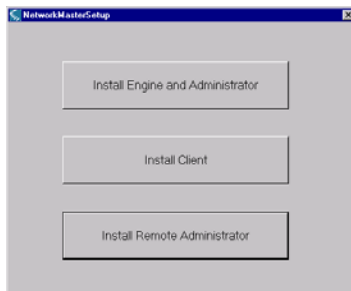 NetworkMasterSetup
Install Engine and Administrator
Install Client
Install Remote Administrator